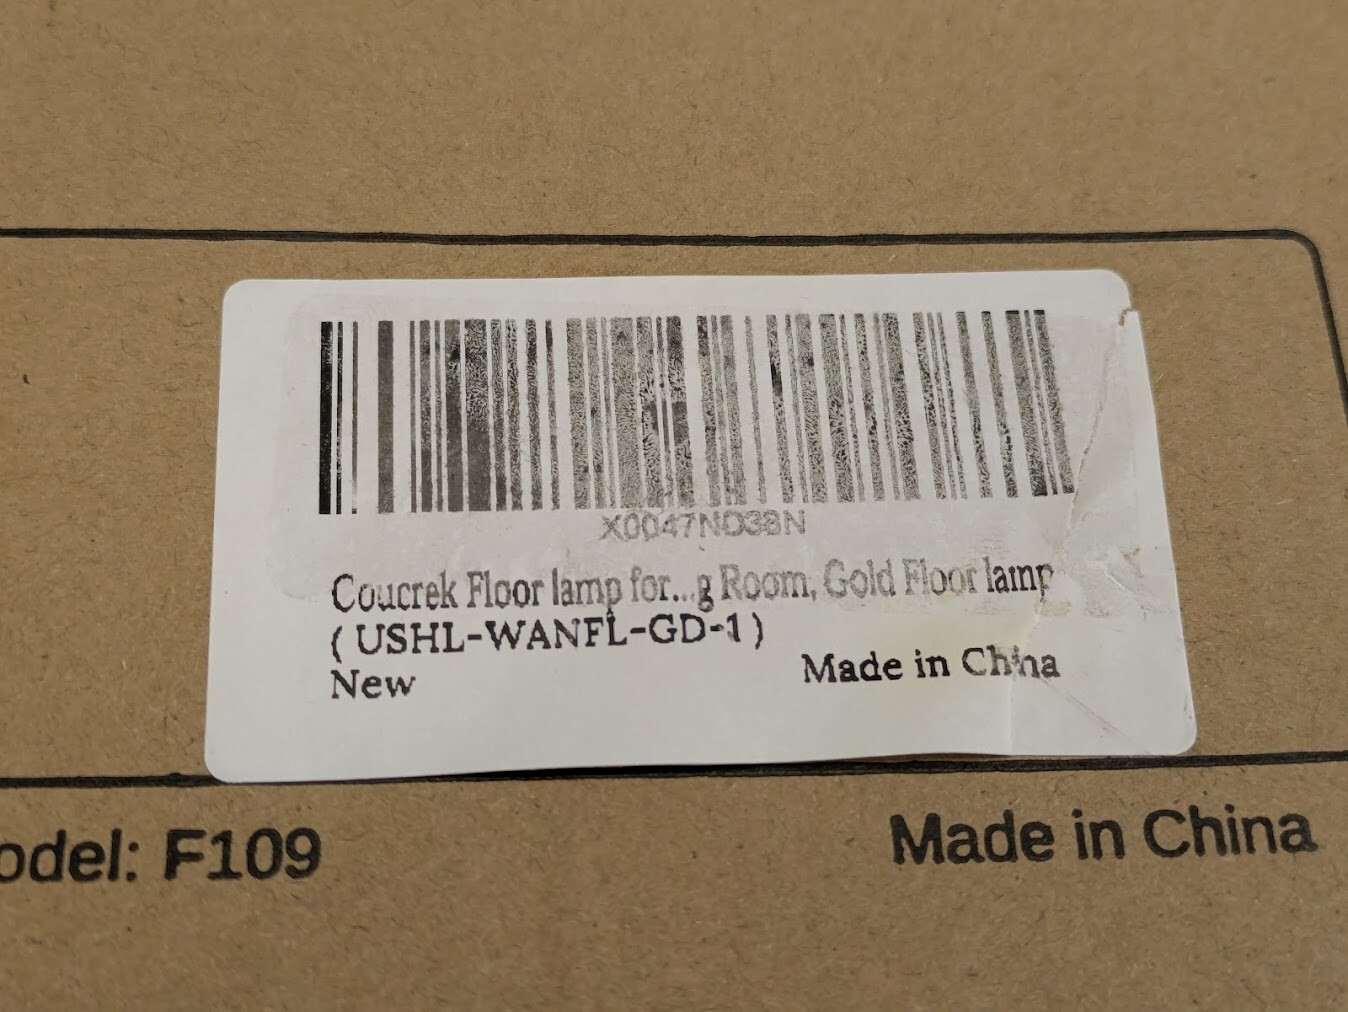 X0047ND33N
Coucrek Floor lamp for...g Room, Gold Floor lamp
( USHL-WANFL-GD-1 )
New
Made in China
odel: F109
Made in China